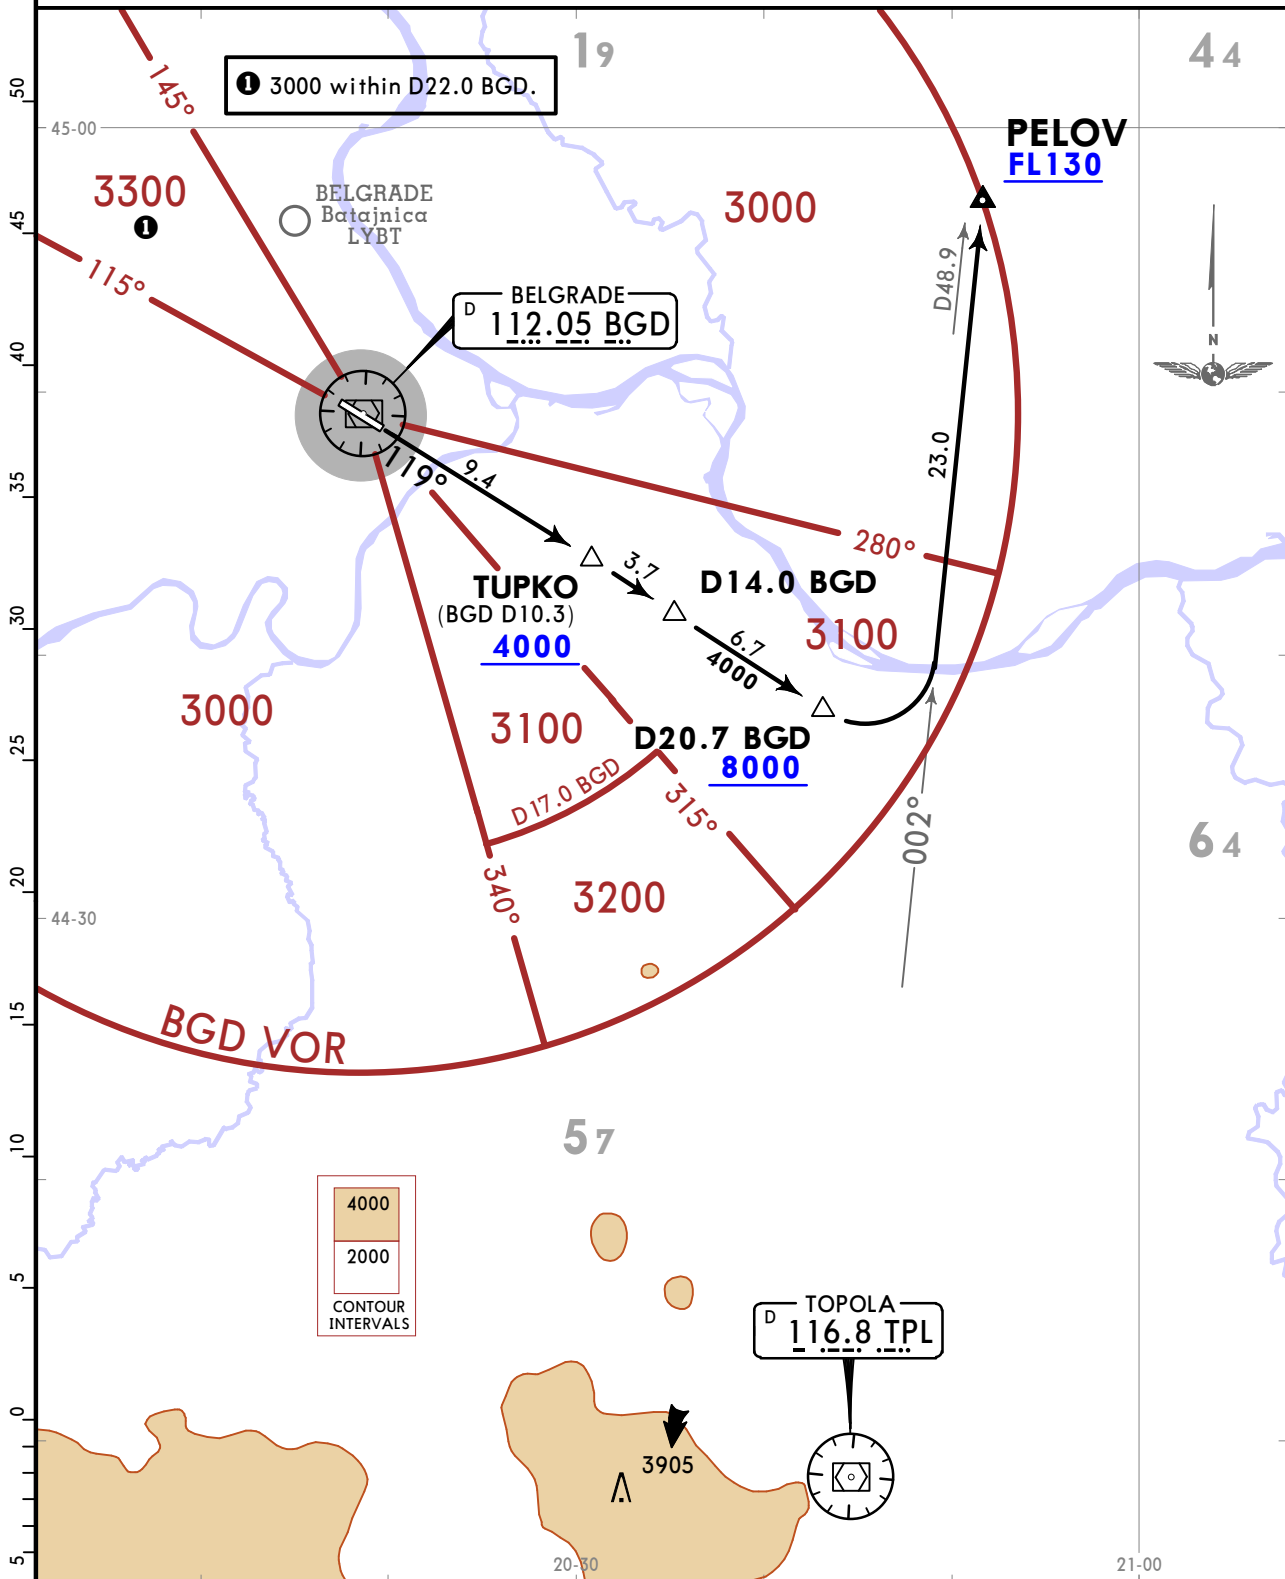 19
44
50
145°
❶ 3000 within D22.0 BGD.
45-00
PELOV
FL130
3300
❶
BELGRADE
Batajnica
LYBT
3000
45
115°
D48.9
BELGRADE
D 112.05 BGD
N
40
119°
9.4
23.0
35
280°
3.7
TUPKO
(BGD D10.3)
4000
D14.0 BGD
3100
30
6.7
4000
3000
3100
D20.7 BGD
8000
25
D17.0 BGD
315°
002°
64
340°
3200
20
44-30
15
BGD VOR
10
57
4000
2000
CONTOUR
INTERVALS
5
TOPOLA
D 116.8 TPL
0
3905
5
20-30
21-00